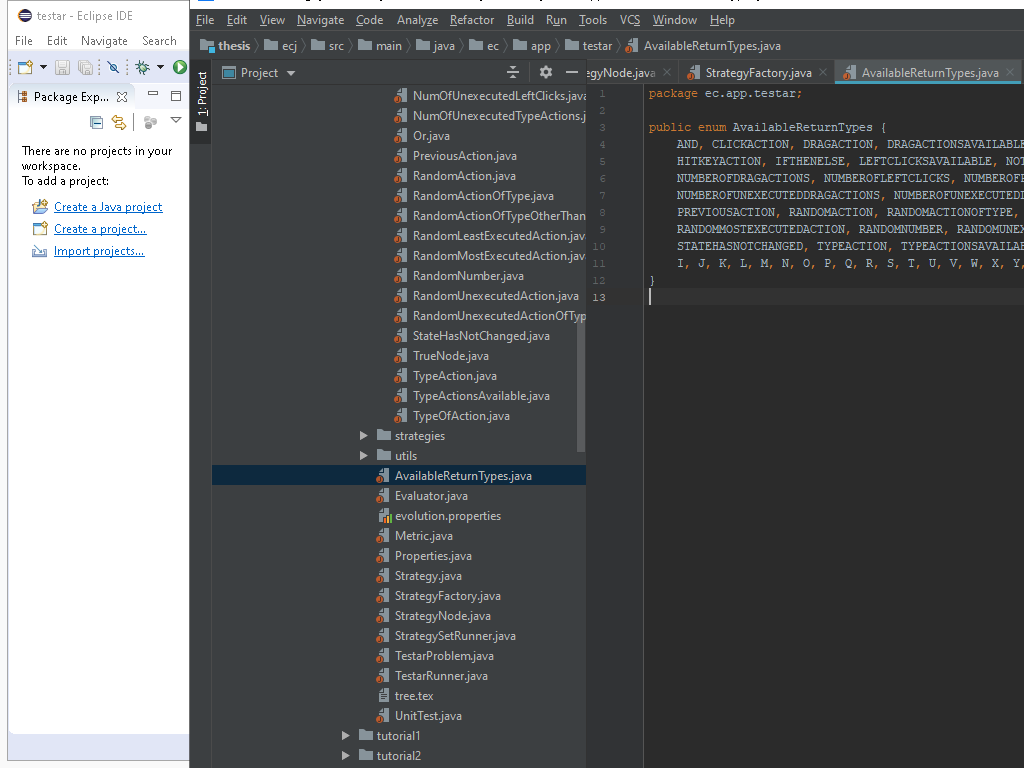 testar - Eclipse IDE
File Edit Navigate Search
Package Exp...
There are no projects in your
workspace.
To add a project:
Create a Java project
Create a project...
Import projects...
File Edit View Navigate Code Analyze Refactor Build Run Tools VCS Window Help
thesis ecj src main java ec app testar AvailableReturnTypes.java
1: Project
Project
NumOfUnexecutedLeftClicks.java
NumOfUnexecutedTypeActions.j
Or.java
PreviousAction.java
RandomAction.java
RandomActionOfType.java
RandomActionOfTypeOtherThan
RandomLeastExecutedAction.jav
RandomMostExecutedAction.jav
RandomNumber.java
RandomUnexecutedAction.java
RandomUnexecutedActionOfTyp
StateHasNotChanged.java
TrueNode.java
TypeAction.java
TypeActionsAvailable.java
TypeOfAction.java
strategies
utils
AvailableReturnTypes.java
Evaluator.java
evolution.properties
Metric.java
Properties.java
Strategy.java
StrategyFactory.java
StrategyNode.java
StrategySetRunner.java
TestarProblem.java
TestarRunner.java
tree.tex
UnitTest.java
tutorial1
tutorial2
egyNode.java StrategyFactory.java AvailableReturnTypes.java
1 package ec.app.testar;
2
3 public enum AvailableReturnTypes {
4 AND, CLICKACTION, DRAGACTION, DRAGACTIONSAVAILABLE
5 HITKEYACTION, IFTHENELSE, LEFTCLICKSAVAILABLE, NOT
6 NUMBEROFDRAGACTIONS, NUMBEROFLEFTCLICKS, NUMBEROFP
7 NUMBEROFUNEXECUTEDDRAGACTIONS, NUMBEROFUNEXECUTEDL
8 PREVIOUSACTION, RANDOMACTION, RANDOMACTIONOFTYPE,
9 RANDOMMOSTEXECUTEDACTION, RANDOMNUMBER, RANDOMUNEX
10 STATEHASNOTCHANGED, TYPEACTION, TYPEACTIONSAVAILAB
11 I, J, K, L, M, N, O, P, Q, R, S, T, U, V, W, X, Y,
12 }
13